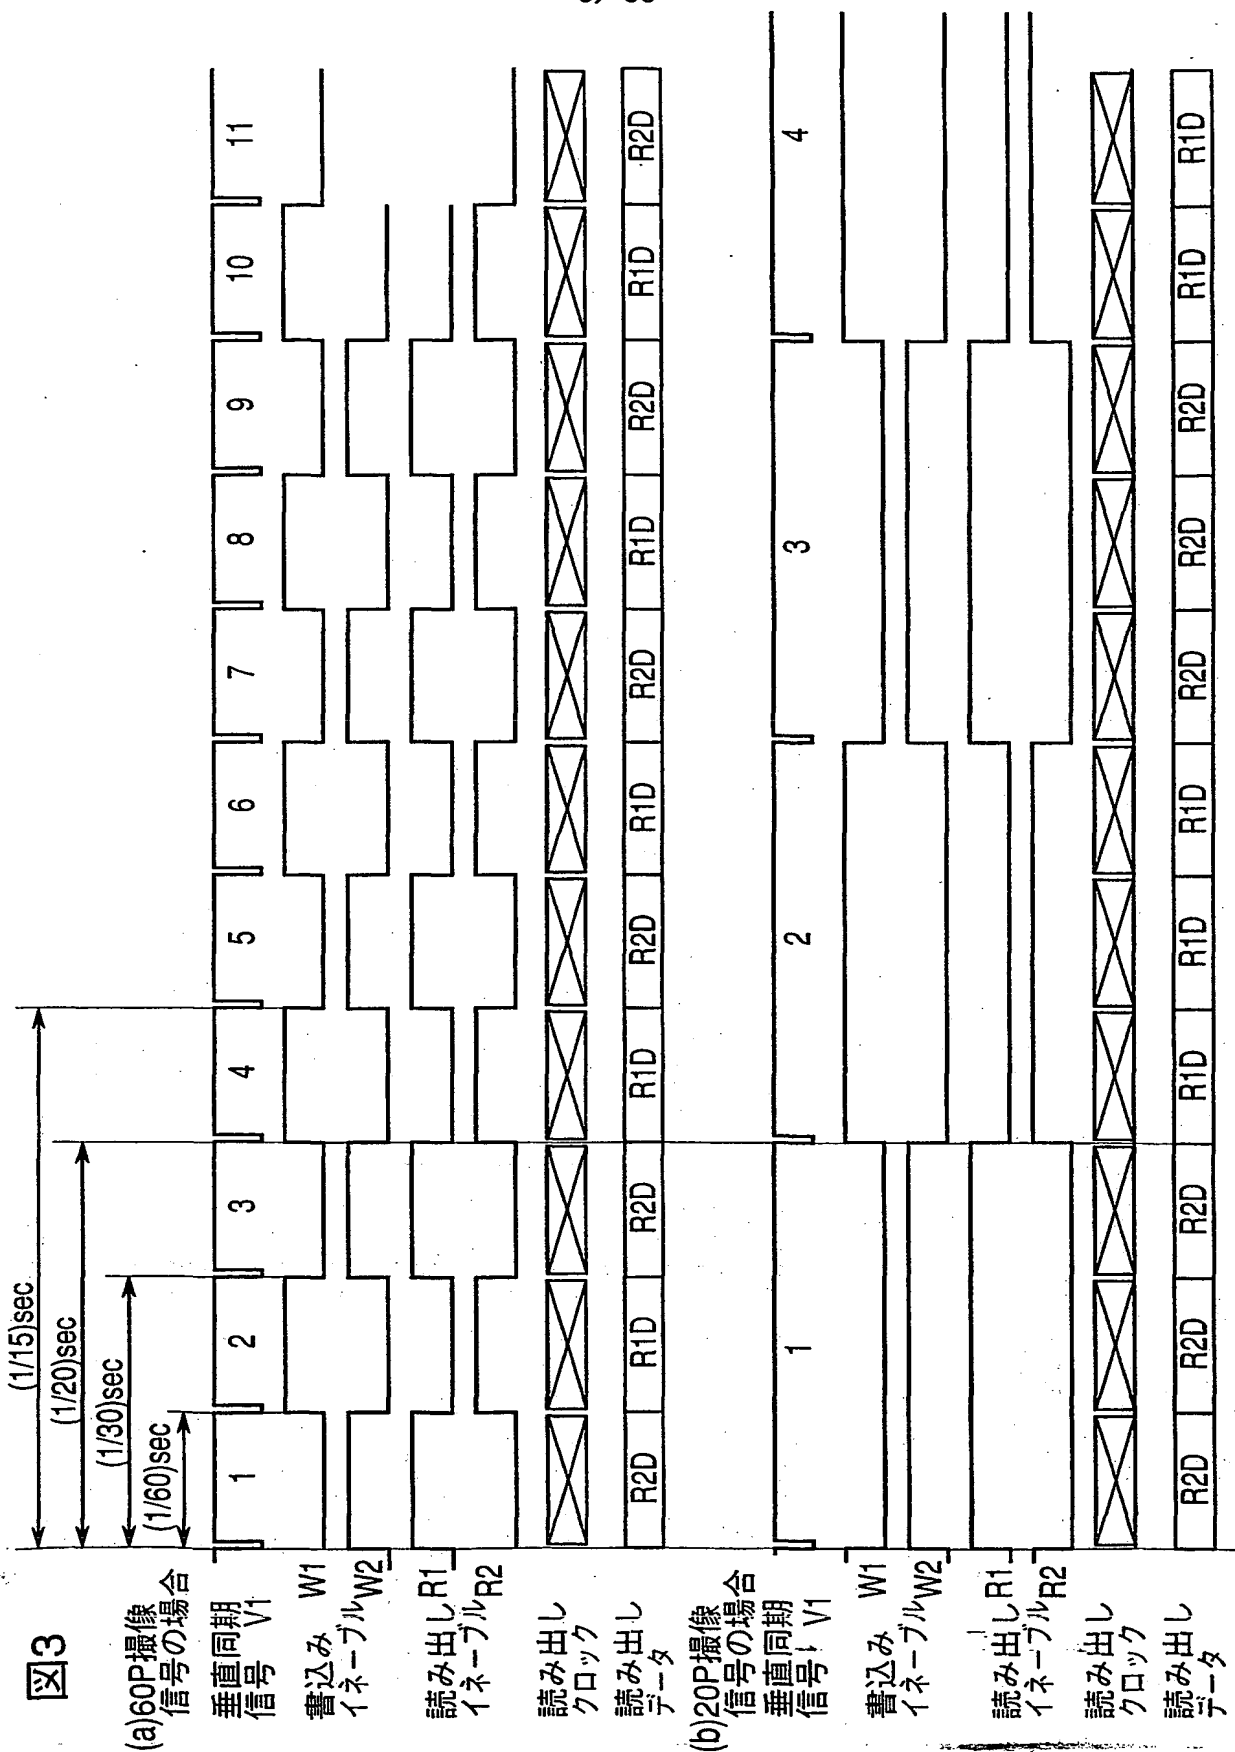 図3
(1/15)sec
(1/20)sec
(1/30)sec
(1/60)sec
(a)60P撮像
信号の場合
垂直同期
信号 V1
1 2 3 4 5 6 7 8 9 10 11
書込み
イネーブル
W1
W2
読み出し
イネーブル
R1
R2
読み出し
クロック
読み出し
データ
R2D R1D R2D R1D R2D R1D R2D R1D R2D R1D R2D
(b)20P撮像
信号の場合
垂直同期
信号 V1
1 2 3 4
書込み
イネーブル
W1
W2
読み出し
イネーブル
R1
R2
読み出し
クロック
読み出し
データ
R2D R2D R2D R1D R1D R1D R2D R2D R2D R1D R1D